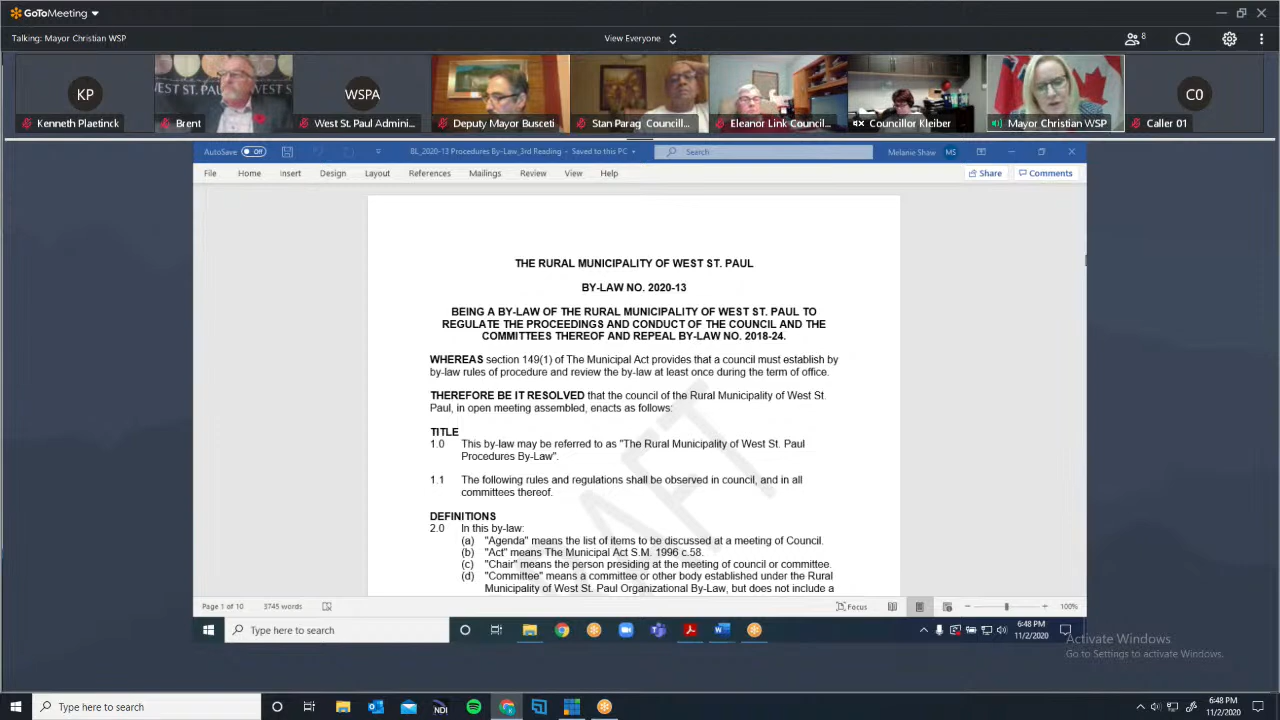 GoToMeeting
Talking: Mayor Christian WSP
View Everyone
8
KP
WSPA
C0
WEST ST. PAUL
Kenneth Plaetinck
Brent
West St. Paul Admini...
Deputy Mayor Busceti
Stan Parag Councill...
Eleanor Link Council...
Councillor Kleiber
Mayor Christian WSP
Caller 01
AutoSave Off
BL_2020-13 Procedures By-Law_3rd Reading - Saved to this PC
Search
Melanie Shaw MS
File Home Insert Design Layout References Mailings Review View Help
Share Comments
THE RURAL MUNICIPALITY OF WEST ST. PAUL
BY-LAW NO. 2020-13
BEING A BY-LAW OF THE RURAL MUNICIPALITY OF WEST ST. PAUL TO
REGULATE THE PROCEEDINGS AND CONDUCT OF THE COUNCIL AND THE
COMMITTEES THEREOF AND REPEAL BY-LAW NO. 2018-24.
WHEREAS section 149(1) of The Municipal Act provides that a council must establish by
by-law rules of procedure and review the by-law at least once during the term of office.
THEREFORE BE IT RESOLVED that the council of the Rural Municipality of West St.
Paul, in open meeting assembled, enacts as follows:
TITLE
1.0 This by-law may be referred to as "The Rural Municipality of West St. Paul
Procedures By-Law".
1.1 The following rules and regulations shall be observed in council, and in all
committees thereof.
DEFINITIONS
2.0 In this by-law:
(a) "Agenda" means the list of items to be discussed at a meeting of Council.
(b) "Act" means The Municipal Act S.M. 1996 c.58.
(c) "Chair" means the person presiding at the meeting of council or committee.
(d) "Committee" means a committee or other body established under the Rural
Municipality of West St. Paul Organizational By-Law, but does not include a
AFT
Page 1 of 10 3745 words
Focus
100%
Type here to search
6:48 PM
11/2/2020
Activate Windows
Go to Settings to activate Windows.
Type here to search
NDI
6:48 PM
11/2/2020